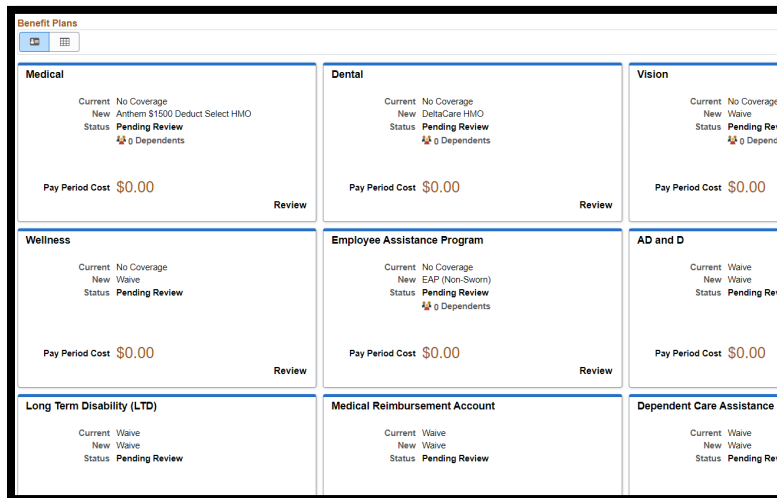 Benefit Plans
Medical
Current No Coverage
New Anthem $1500 Deduct Select HMO
Status Pending Review
0 Dependents
Pay Period Cost $0.00
Review
Dental
Current No Coverage
New DeltaCare HMO
Status Pending Review
0 Dependents
Pay Period Cost $0.00
Review
Vision
Current No Coverage
New Waive
Status Pending Re
0 Depend
Pay Period Cost $0.00
Wellness
Current No Coverage
New Waive
Status Pending Review
Pay Period Cost $0.00
Review
Employee Assistance Program
Current No Coverage
New EAP (Non-Sworn)
Status Pending Review
0 Dependents
Pay Period Cost $0.00
Review
AD and D
Current Waive
New Waive
Status Pending Re
Pay Period Cost $0.00
Long Term Disability (LTD)
Current Waive
New Waive
Status Pending Review
Medical Reimbursement Account
Current Waive
New Waive
Status Pending Review
Dependent Care Assistance
Current Waive
New Waive
Status Pending Re